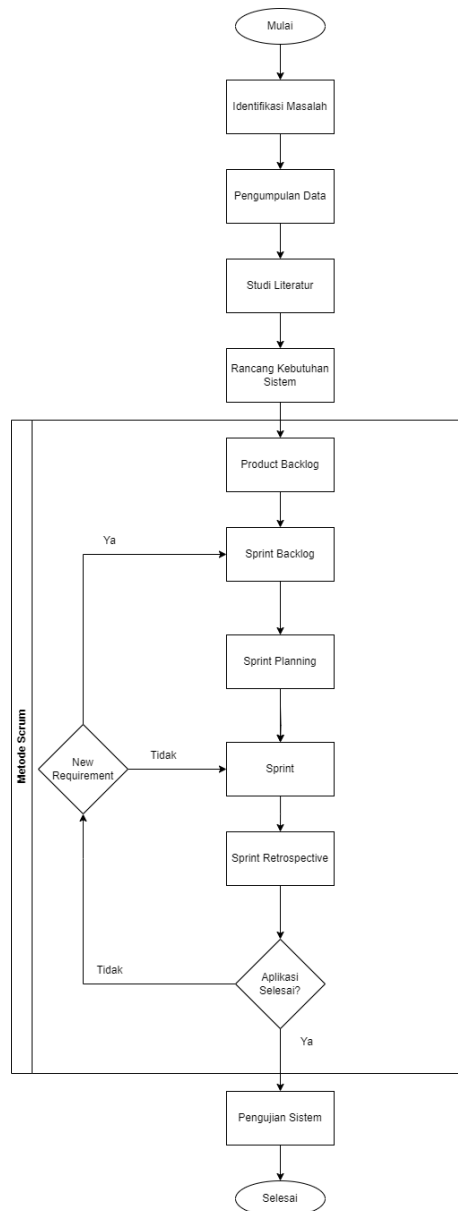 Mulai
Identifikasi Masalah
Pengumpulan Data
Studi Literatur
Rancang Kebutuhan
Sistem
Metode Scrum
Product Backlog
Ya
Sprint Backlog
Sprint Planning
New
Requirement
Tidak
Sprint
Sprint Retrospective
Tidak
Aplikasi
Selesai?
Ya
Pengujian Sistem
Selesai